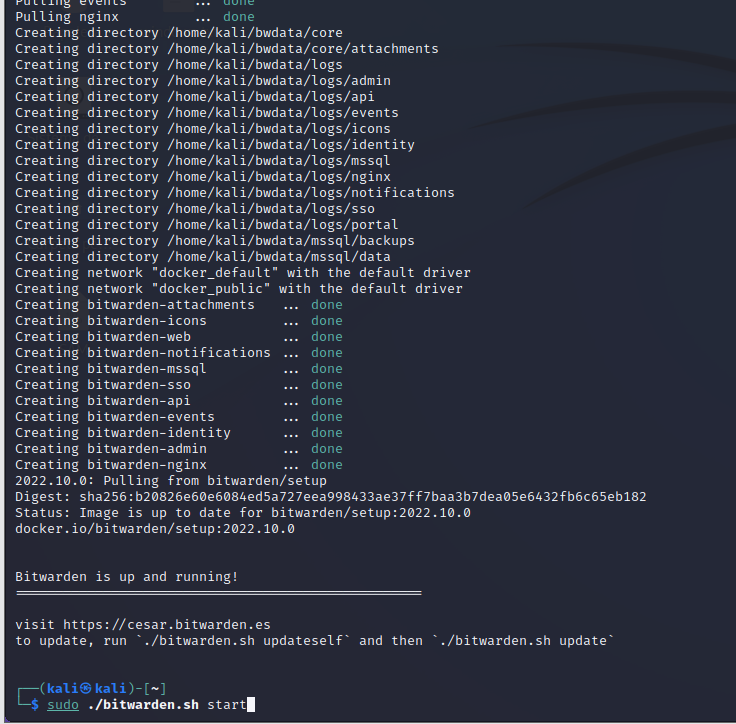 Pulling events ... done
Pulling nginx ... done
Creating directory /home/kali/bwdata/core
Creating directory /home/kali/bwdata/core/attachments
Creating directory /home/kali/bwdata/logs
Creating directory /home/kali/bwdata/logs/admin
Creating directory /home/kali/bwdata/logs/api
Creating directory /home/kali/bwdata/logs/events
Creating directory /home/kali/bwdata/logs/icons
Creating directory /home/kali/bwdata/logs/identity
Creating directory /home/kali/bwdata/logs/mssql
Creating directory /home/kali/bwdata/logs/nginx
Creating directory /home/kali/bwdata/logs/notifications
Creating directory /home/kali/bwdata/logs/sso
Creating directory /home/kali/bwdata/logs/portal
Creating directory /home/kali/bwdata/mssql/backups
Creating directory /home/kali/bwdata/mssql/data
Creating network "docker_default" with the default driver
Creating network "docker_public" with the default driver
Creating bitwarden-attachments ... done
Creating bitwarden-icons ... done
Creating bitwarden-web ... done
Creating bitwarden-notifications ... done
Creating bitwarden-mssql ... done
Creating bitwarden-sso ... done
Creating bitwarden-api ... done
Creating bitwarden-events ... done
Creating bitwarden-identity ... done
Creating bitwarden-admin ... done
Creating bitwarden-nginx ... done
2022.10.0: Pulling from bitwarden/setup
Digest: sha256:b20826e60e6084ed5a727eea998433ae37ff7baa3b7dea05e6432fb6c65eb182
Status: Image is up to date for bitwarden/setup:2022.10.0
docker.io/bitwarden/setup:2022.10.0
Bitwarden is up and running!
===================================================
visit https://cesar.bitwarden.es
to update, run `./bitwarden.sh updateself` and then `./bitwarden.sh update`
┌──(kali㉿kali)-[~]
└─$ sudo ./bitwarden.sh start